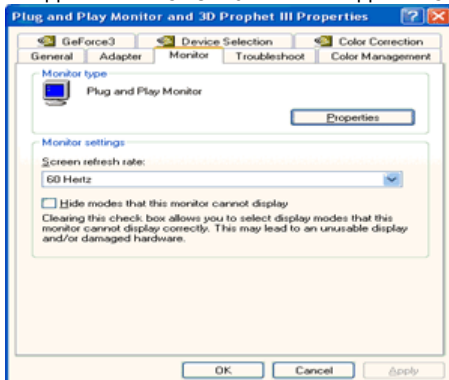 Plug and Play Monitor and 3D Prophet III Properties
GeForce3 Device Selection Color Correction
General Adapter Monitor Troubleshoot Color Management
Monitor type
Plug and Play Monitor
Properties
Monitor settings
Screen refresh rate:
60 Hertz
Hide modes that this monitor cannot display
Clearing this check box allows you to select display modes that this
monitor cannot display correctly. This may lead to an unusable display
and/or damaged hardware.
OK Cancel Apply